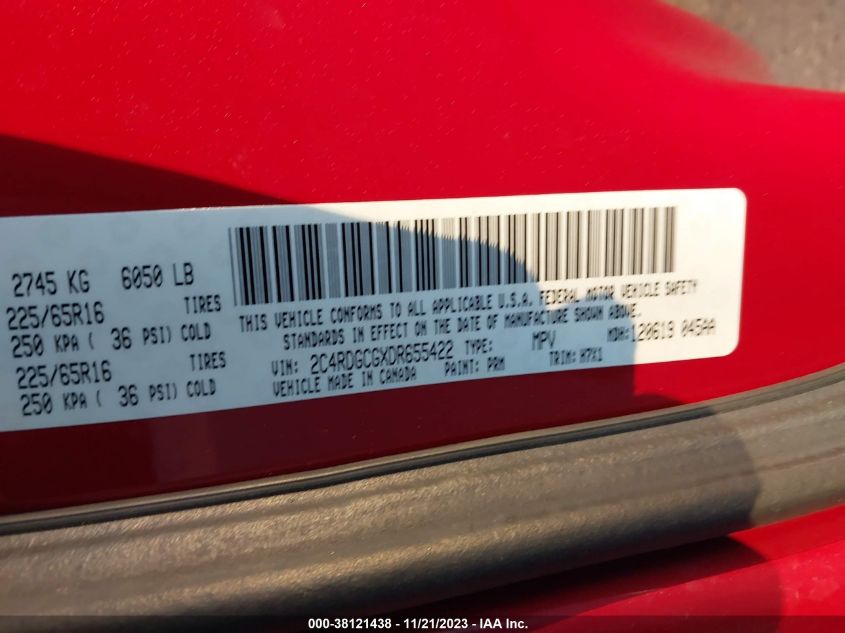 2745 KG 6050 LB
225/65R16 TIRES
250 KPA ( 36 PSI) COLD
225/65R16 TIRES
250 KPA ( 36 PSI) COLD
THIS VEHICLE CONFORMS TO ALL APPLICABLE U.S.A. FEDERAL MOTOR VEHICLE SAFETY
STANDARDS IN EFFECT ON THE DATE OF MANUFACTURE SHOWN ABOVE.
VIN: 2C4RDGCGXDR655422 TYPE: MPV MDH: 120619 045AA
VEHICLE MADE IN CANADA PAINT: PRM TRIM: H7X1
000-38121438 - 11/21/2023 - IAA Inc.